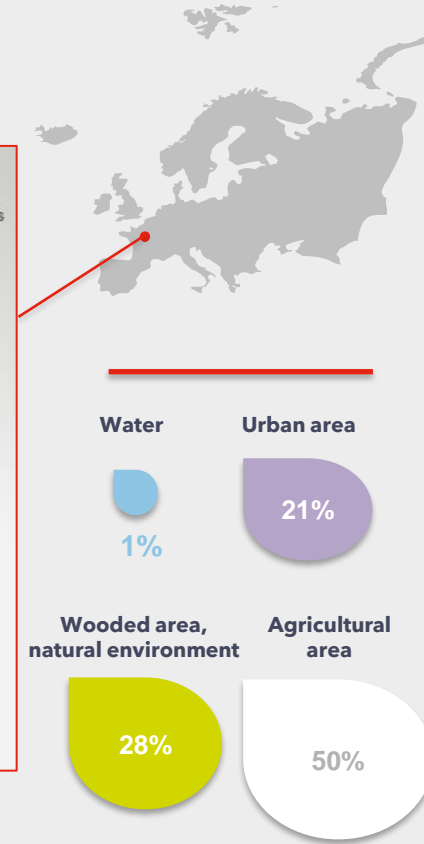 Water
1%
Urban area
21%
Wooded area,
natural environment
28%
Agricultural
area
50%